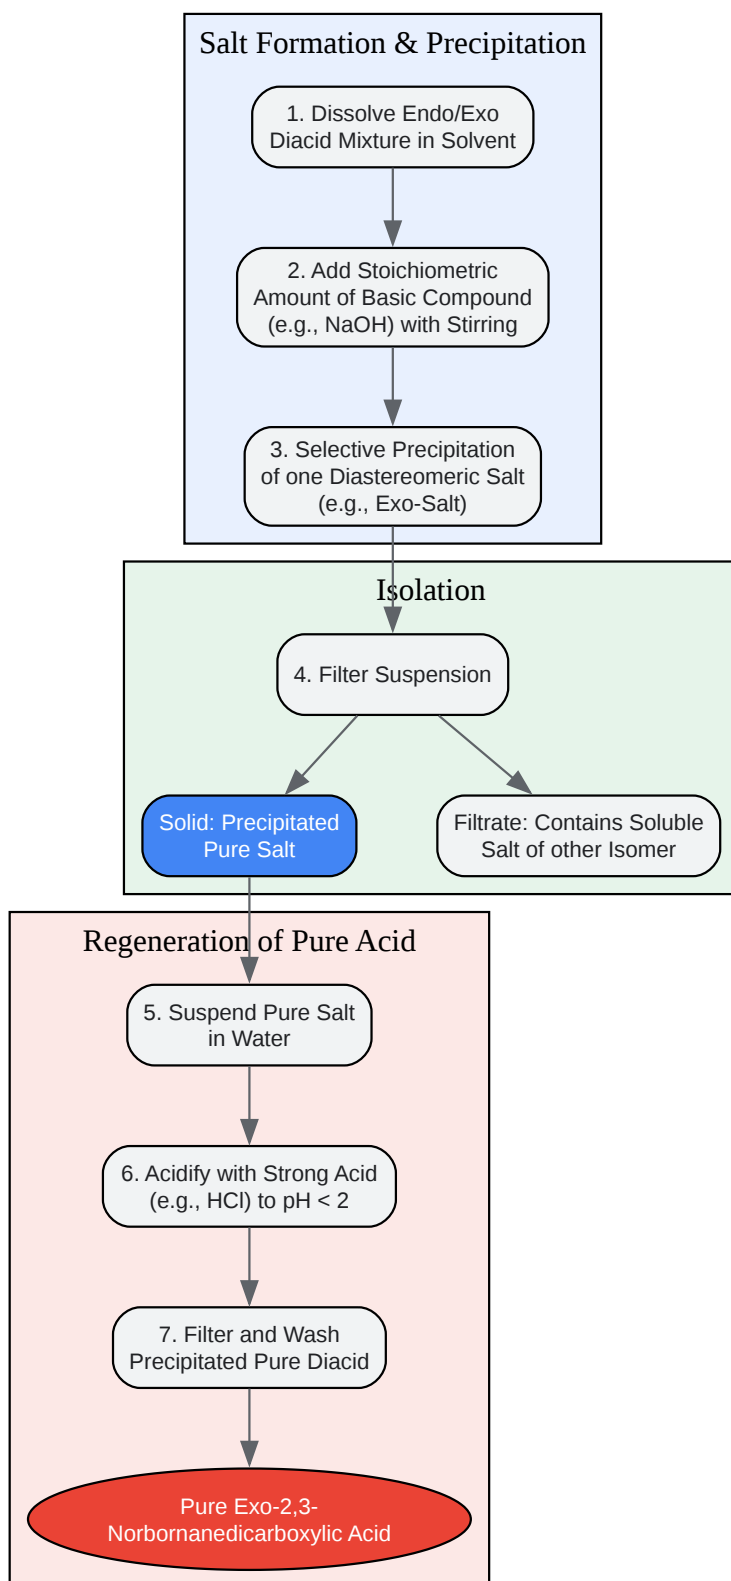 Salt Formation & Precipitation
1. Dissolve Endo/Exo
Diacid Mixture in Solvent
2. Add Stoichiometric
Amount of Basic Compound
(e.g., NaOH) with Stirring
3. Selective Precipitation
of one Diastereomeric Salt
(e.g., Exo-Salt)
Isolation
4. Filter Suspension
Solid: Precipitated
Pure Salt
Filtrate: Contains Soluble
Salt of other Isomer
Regeneration of Pure Acid
5. Suspend Pure Salt
in Water
6. Acidify with Strong Acid
(e.g., HCl) to pH < 2
7. Filter and Wash
Precipitated Pure Diacid
Pure Exo-2,3-
Norbornanedicarboxylic Acid